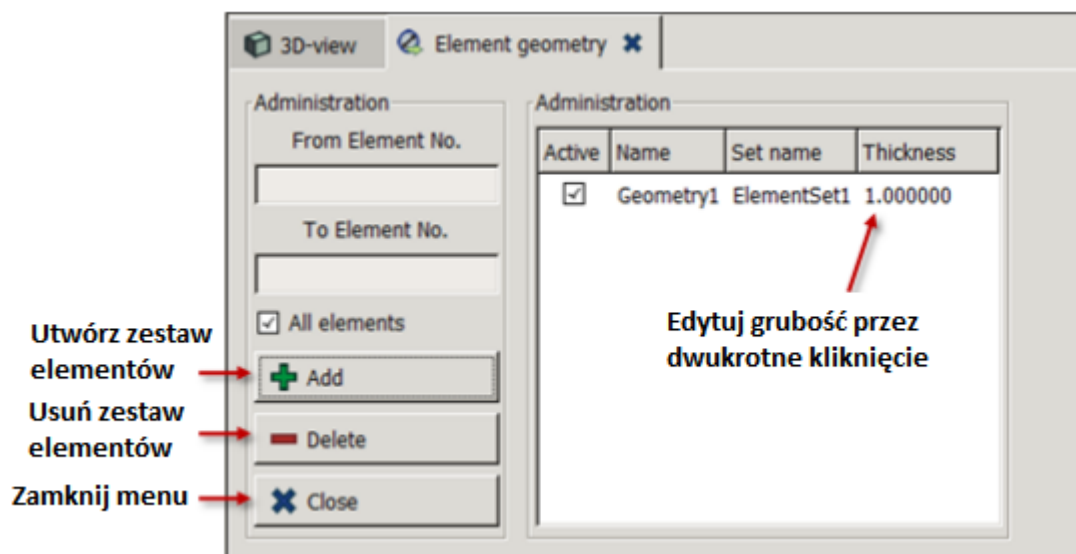 3D-view
Element geometry
Administration
From Element No.
To Element No.
All elements
Add
Delete
Close
Administration
Active Name Set name Thickness
Geometry1 ElementSet1 1.000000
Utwórz zestaw
elementów
Usuń zestaw
elementów
Zamknij menu
Edytuj grubość przez
dwukrotne kliknięcie